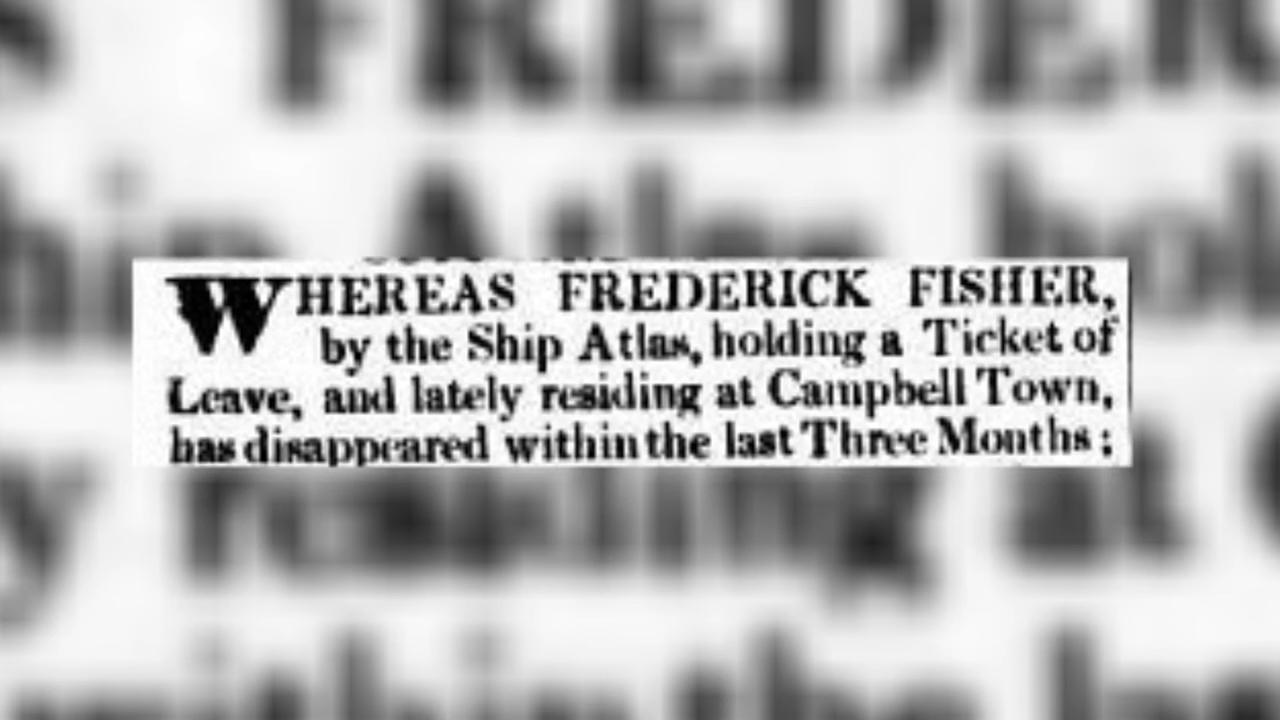 WHEREAS FREDERICK FISHER,
by the Ship Atlas, holding a Ticket of
Leave, and lately residing at Campbell Town,
has disappeared within the last Three Months;